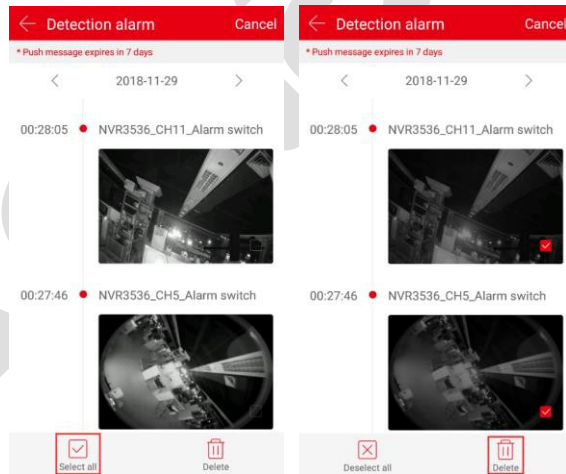 Detection alarm Cancel
* Push message expires in 7 days
2018-11-29
00:28:05 NVR3536_CH11_Alarm switch
00:27:46 NVR3536_CH5_Alarm switch
Select all Delete
Detection alarm Cancel
* Push message expires in 7 days
2018-11-29
00:28:05 NVR3536_CH11_Alarm switch
00:27:46 NVR3536_CH5_Alarm switch
Deselect all Delete